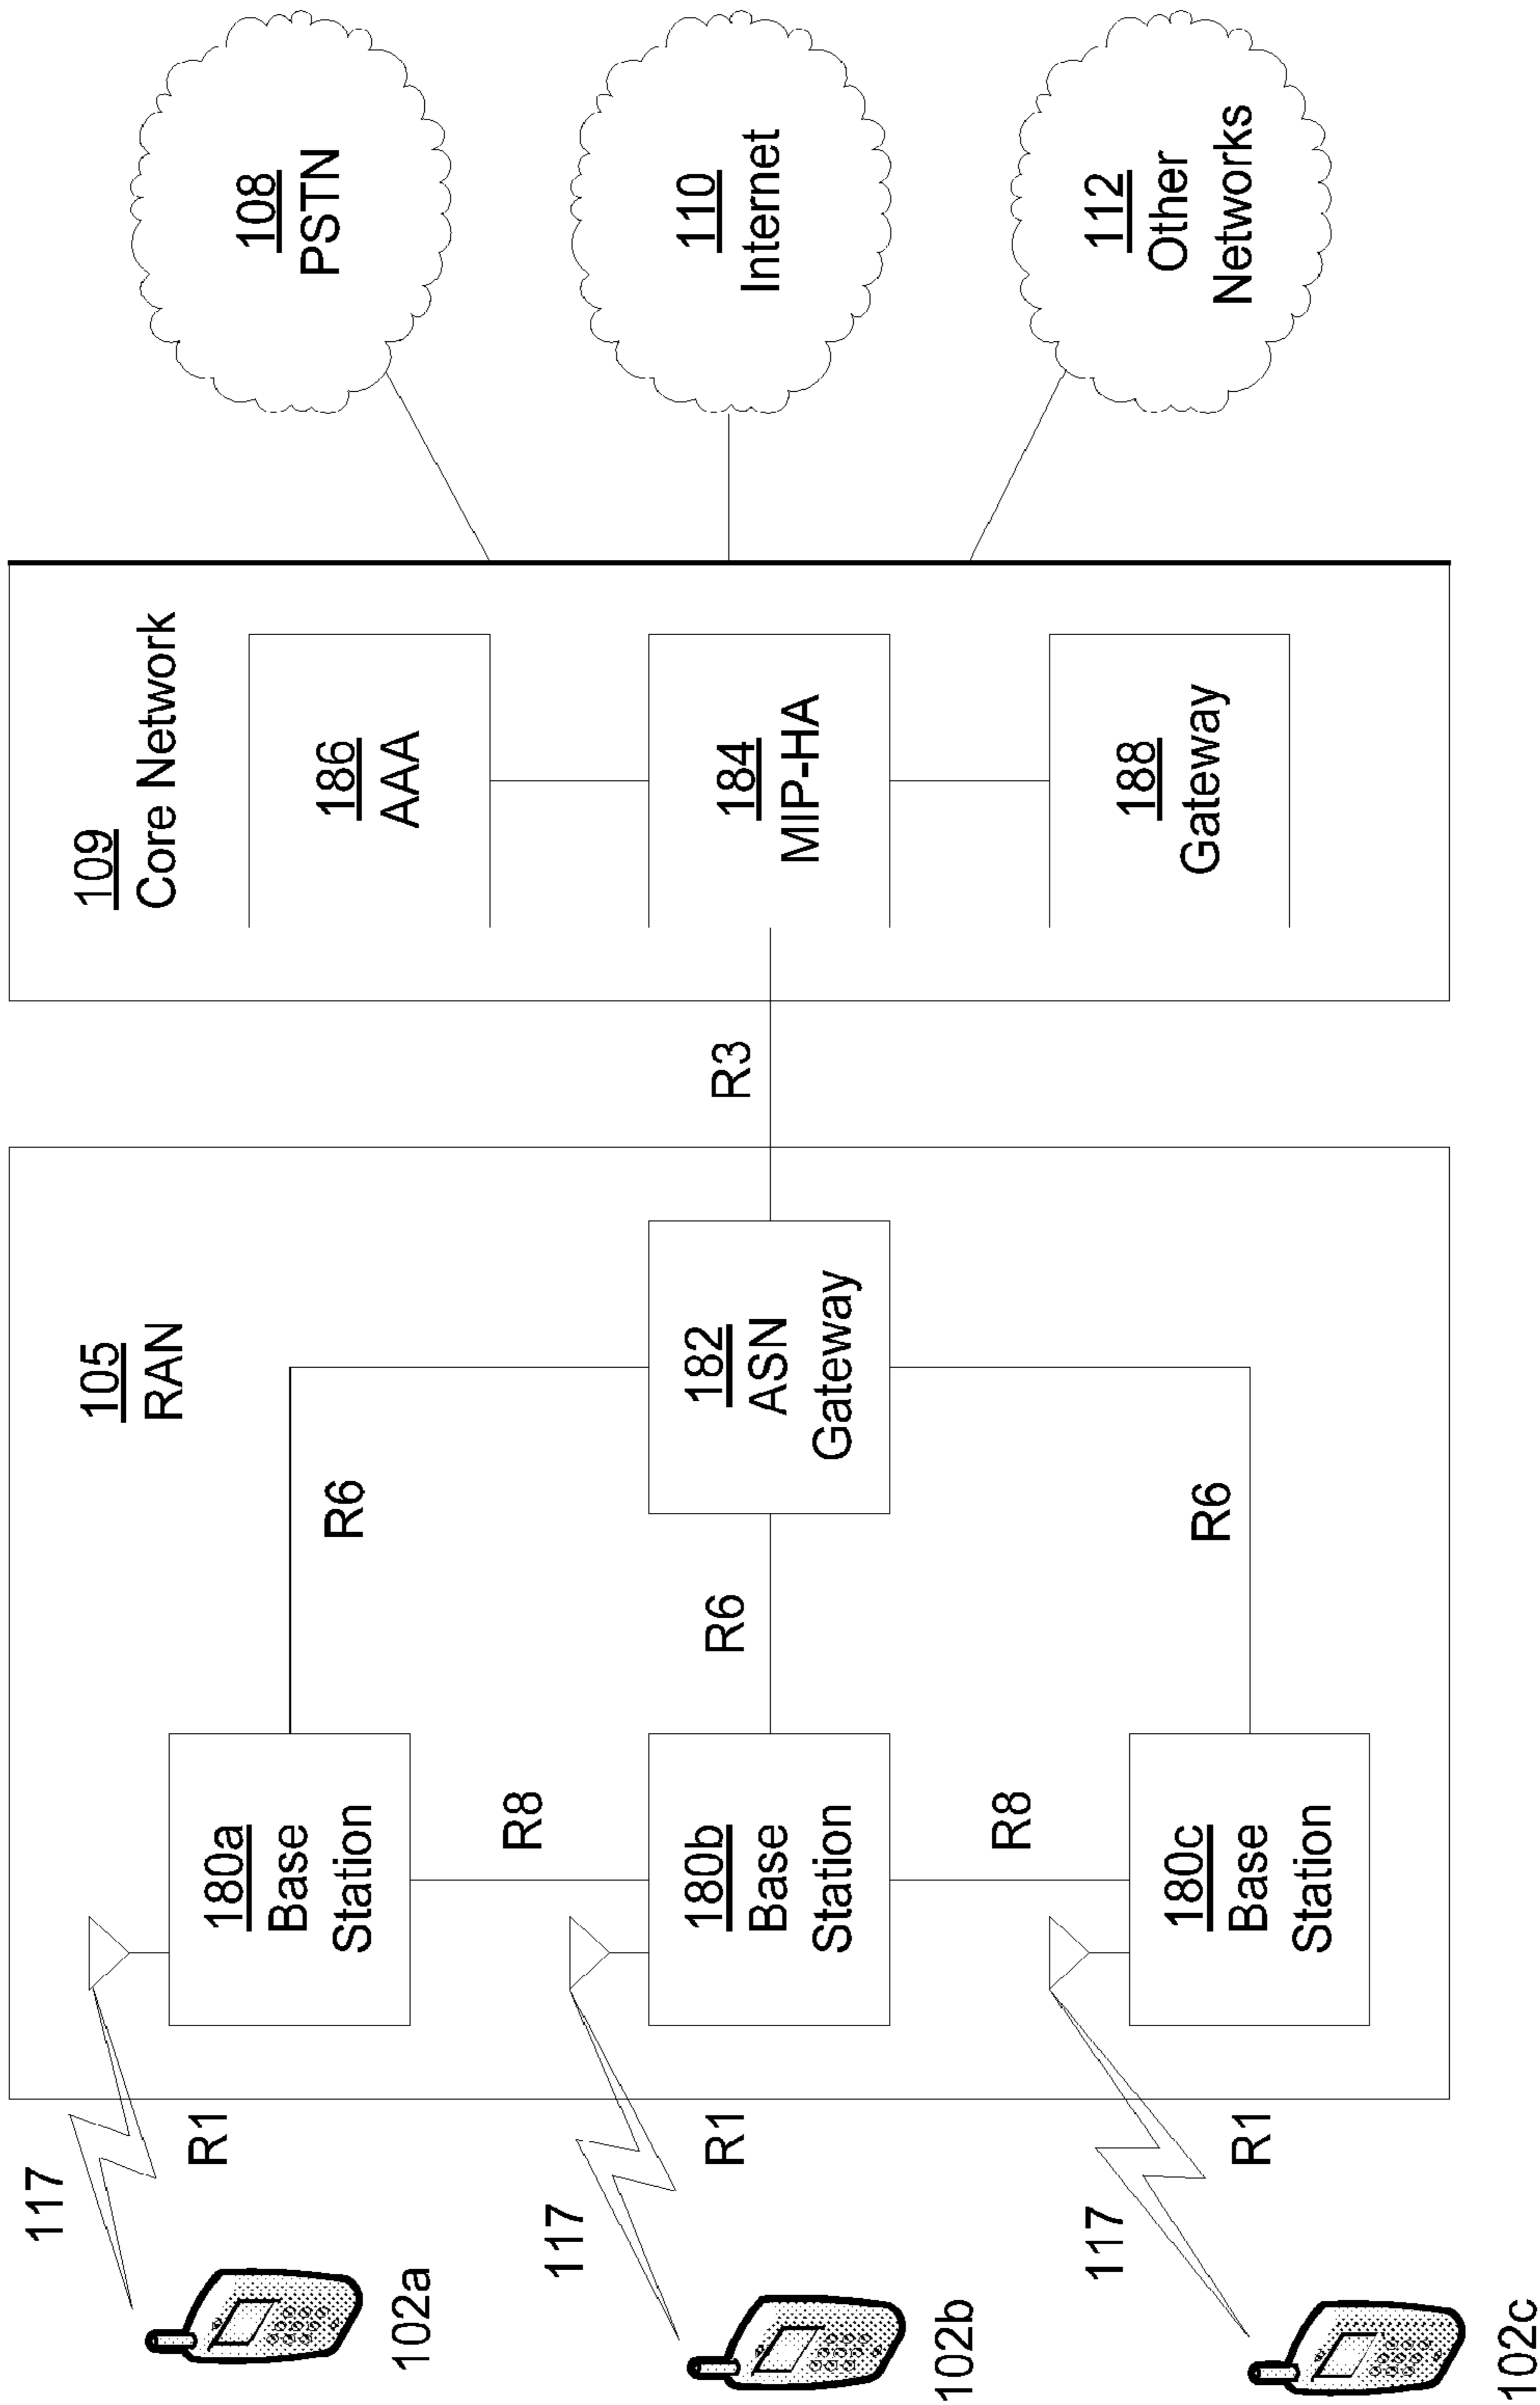 117
R1
102a
180a
Base
Station
R6
105
RAN
R8
117
R1
102b
180b
Base
Station
R6
182
ASN
Gateway
R3
R8
117
R1
102c
180c
Base
Station
R6
109
Core Network
186
AAA
184
MIP-HA
188
Gateway
108
PSTN
110
Internet
112
Other
Networks